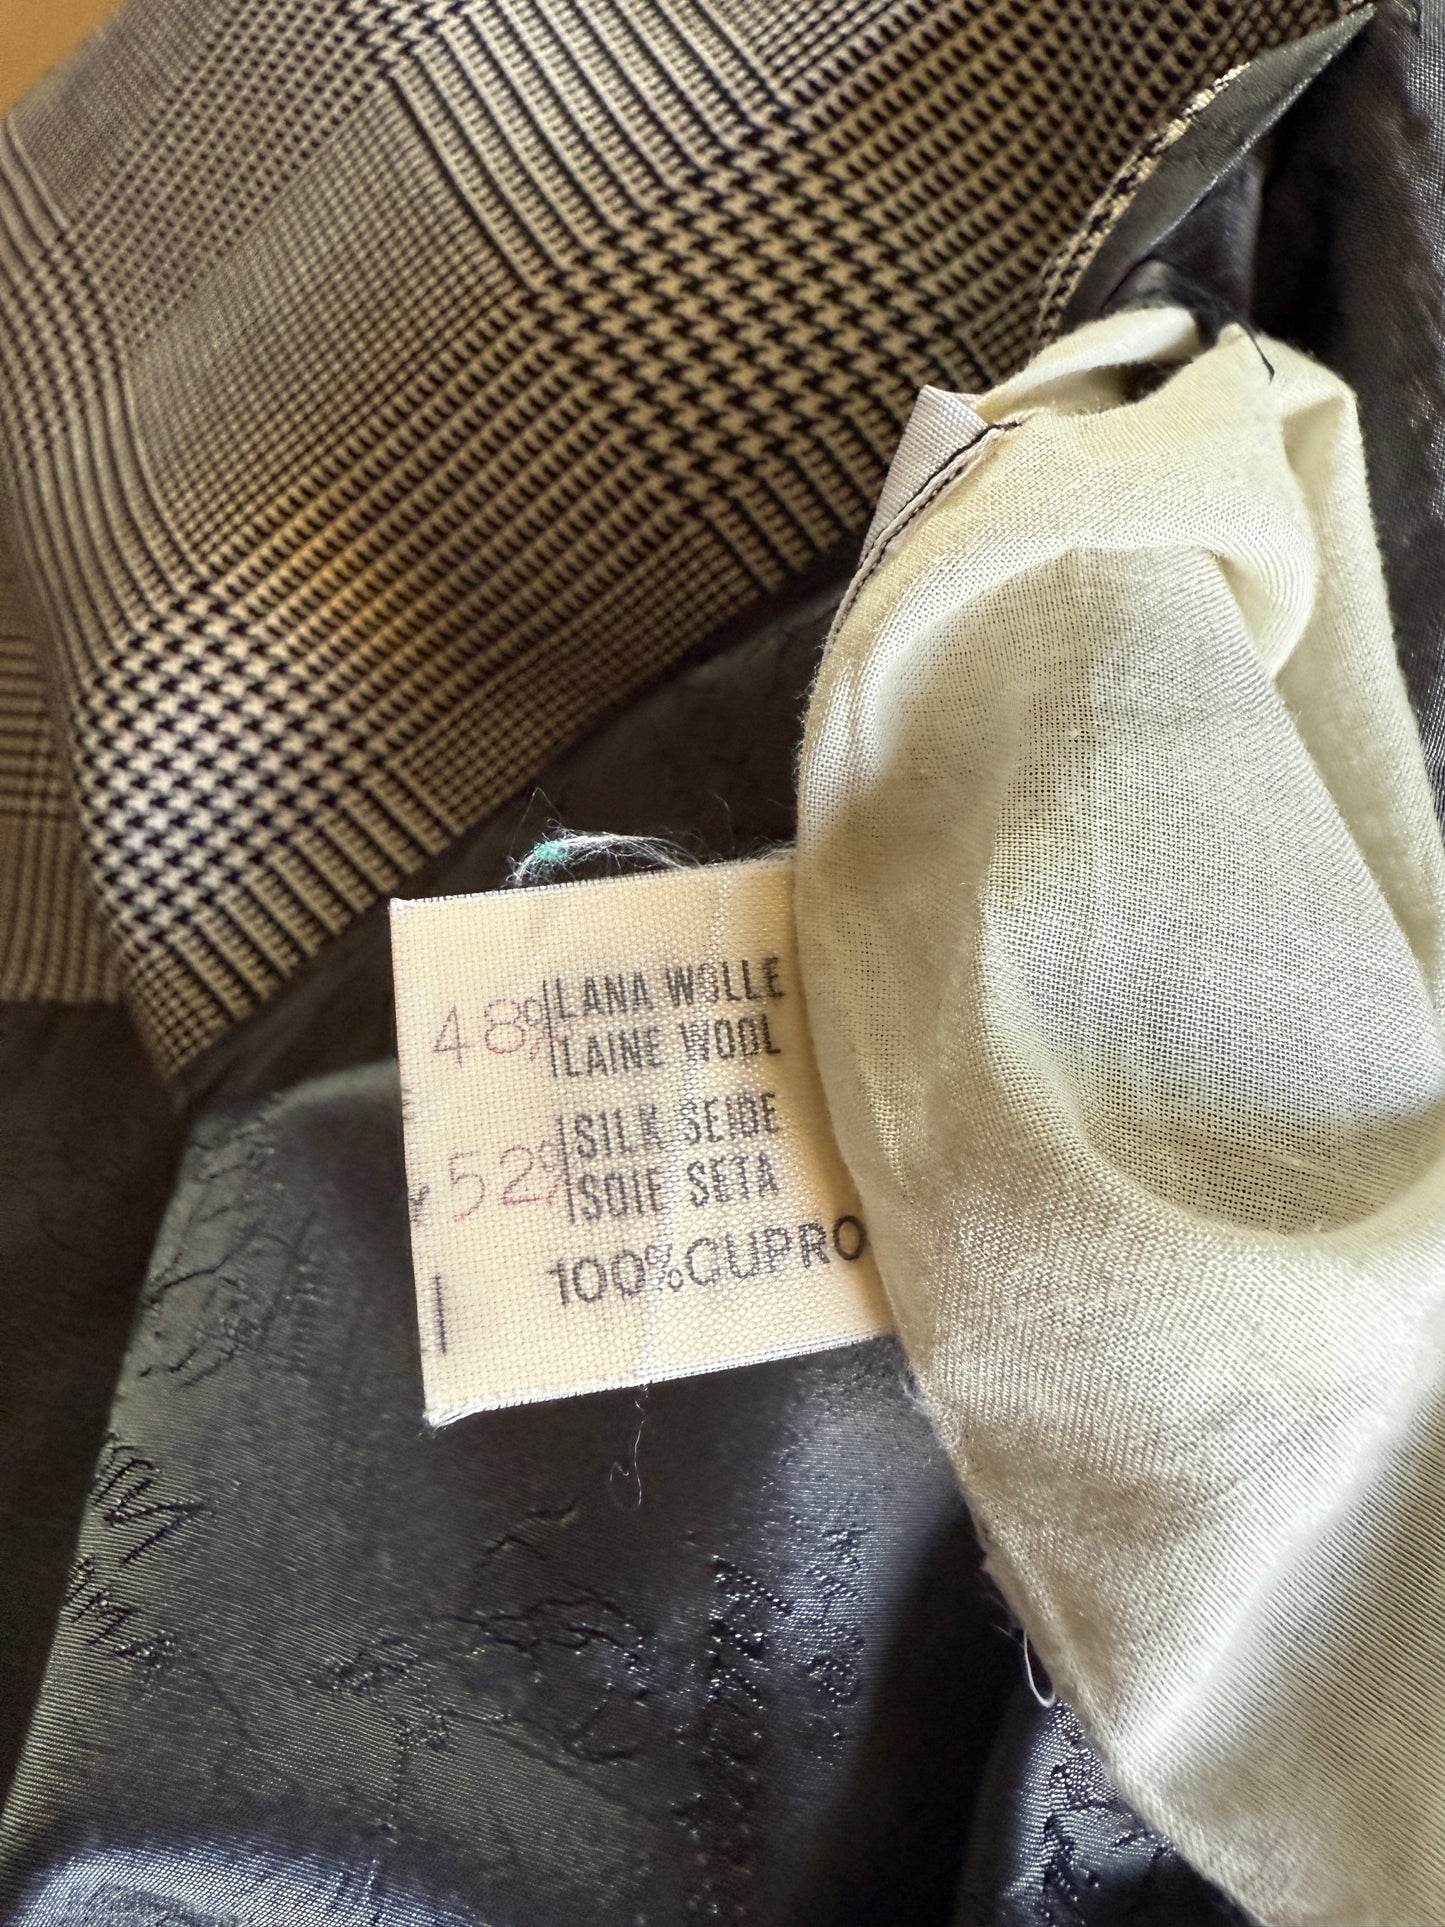 48% LANA WOLLE
LAINE WOOL
52% SILK SEIDE
SOIE SETA
100% CUPRO